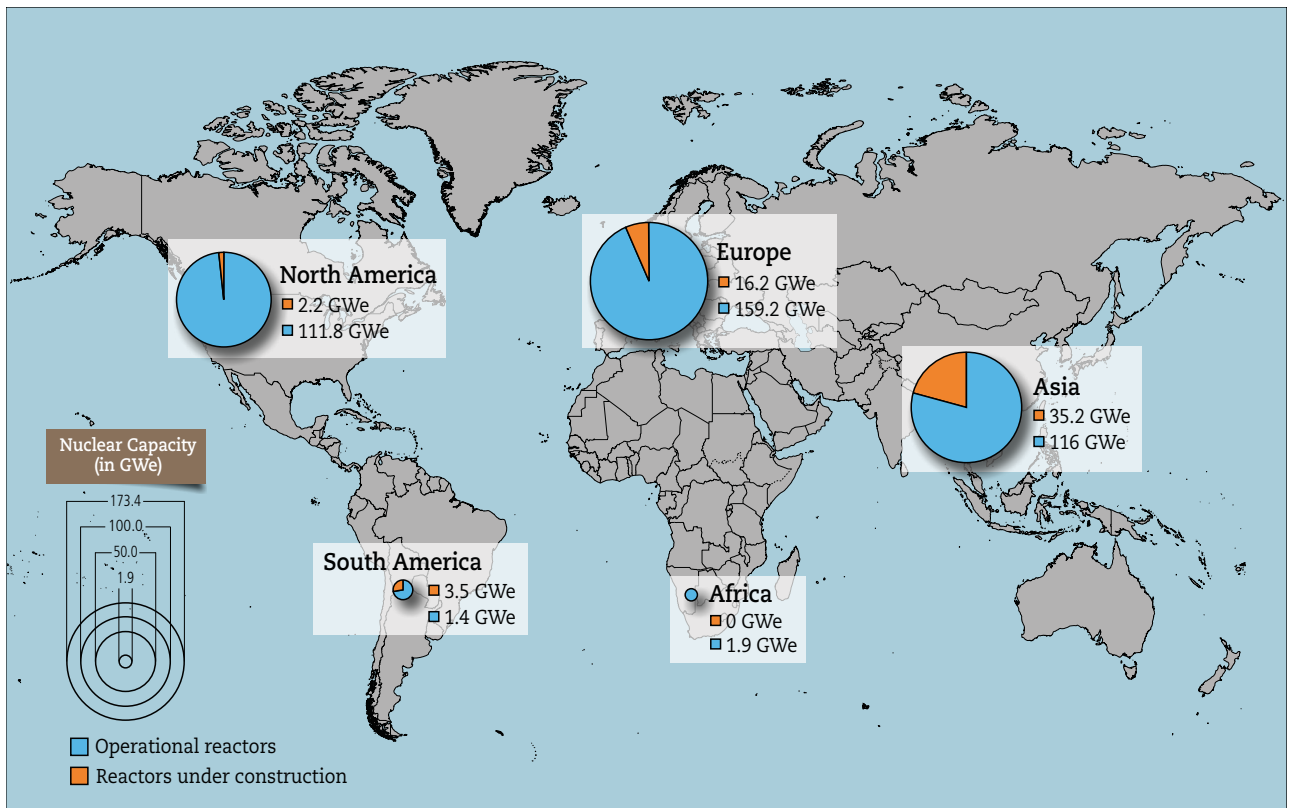 North America
2.2 GWe
111.8 GWe
Europe
16.2 GWe
159.2 GWe
Asia
35.2 GWe
116 GWe
Nuclear Capacity
(in GWe)
173.4
100.0
50.0
1.9
South America
3.5 GWe
1.4 GWe
Africa
0 GWe
1.9 GWe
Operational reactors
Reactors under construction